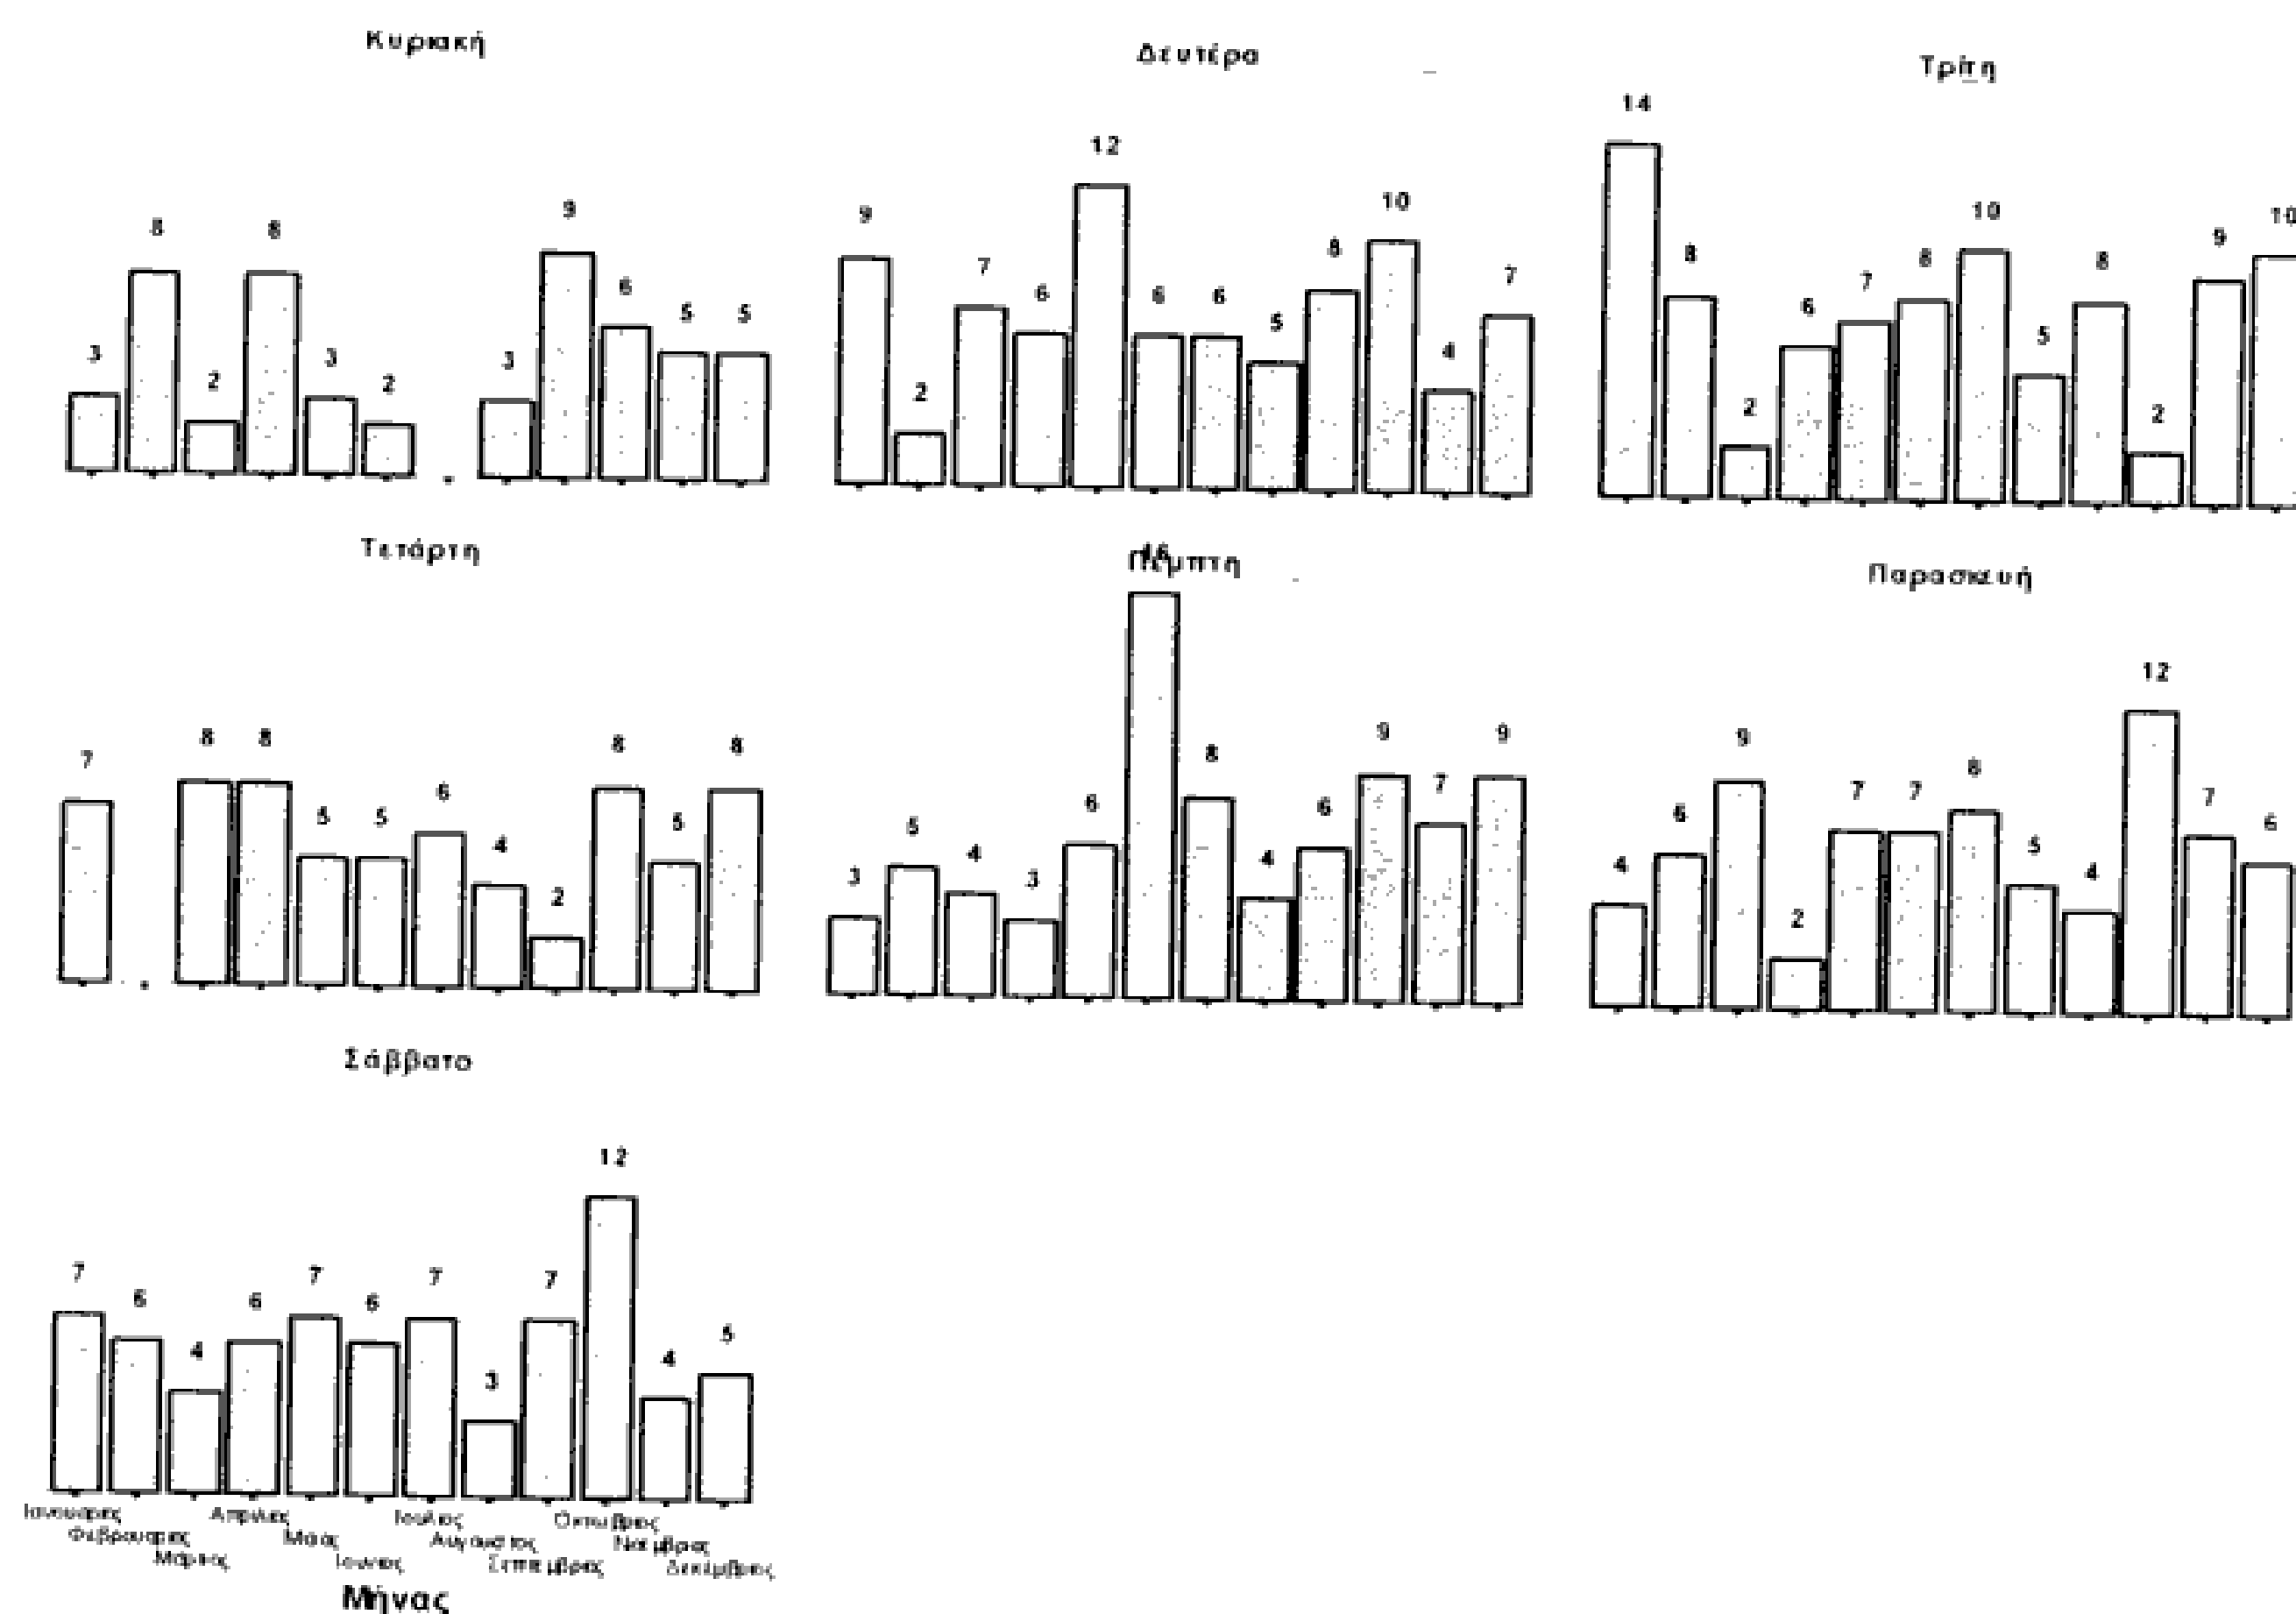 Κυριακή
Δευτέρα
Τρίτη
3 8 2 8 3 2 3 9 6 5 5
9 2 7 6 12 6 6 5 8 10 4 7
14 8 2 6 7 8 10 5 8 2 9 10
Τετάρτη
Πέμπτη
Παρασκευή
7 8 8 5 5 6 4 2 8 5 8
3 5 4 3 6 16 8 4 6 9 7 9
4 6 9 2 7 7 8 5 4 12 7 6
Σάββατο
7 6 4 6 7 6 7 3 7 12 4 5
Ιανουάριος Απρίλιος Ιούλιος Οκτώβριος
Φεβρουάριος Μάιος Αύγουστος Νοέμβριος
Μάρτιος Ιούνιος Σεπτέμβριος Δεκέμβριος
Μήνας